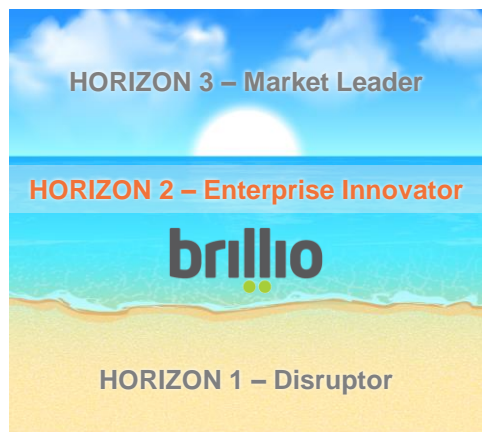 HORIZON 3 – Market Leader
HORIZON 2 – Enterprise Innovator
brillio
HORIZON 1 – Disruptor